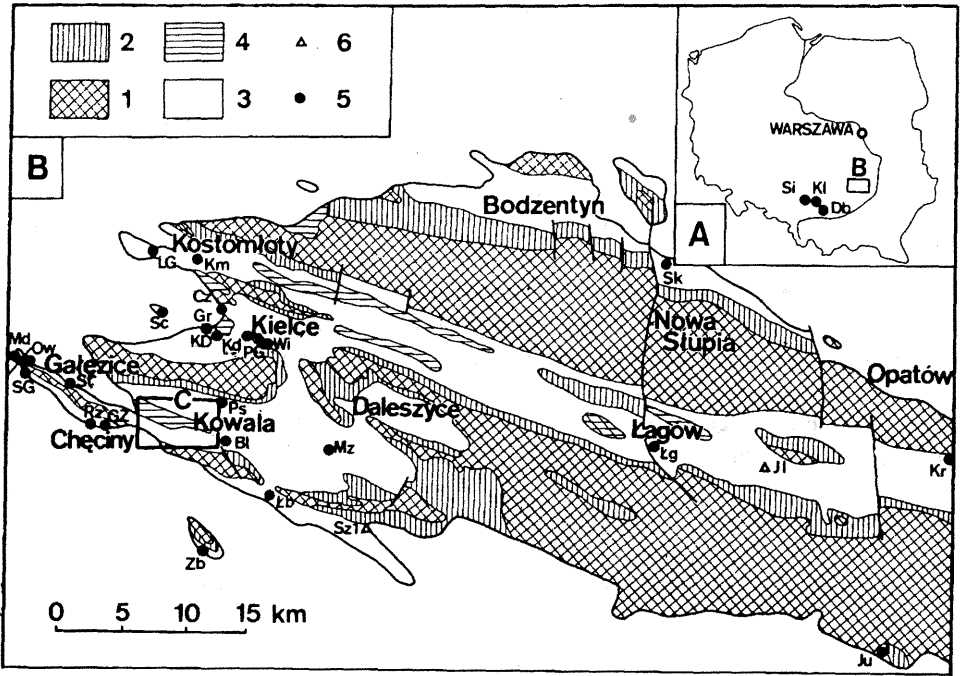 2 4 6
1 3 5
B
A
WARSZAWA
B
Si Kl
Db
Bodzentyn
Kostomłoty
LG
Km
Sk
Cz
Sc
Gr
KD
Kielce
Kd
PG
Wi
Nowa
Słupia
Md
Ow
Gałęzice
SG
St
Opatów
C
Ps
Daleszyce
RZ
GZ
Kowala
Chęciny
Bl
Mz
Łagów
Łg
JI
Kr
Łb
Zb
0 5 10 15 km
Ju